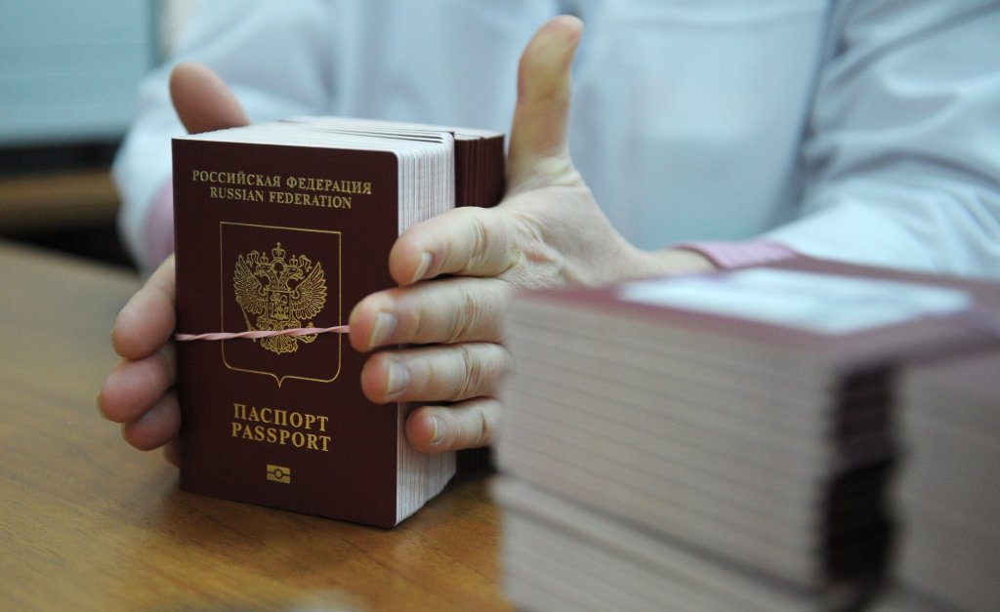 РОССИЙСКАЯ ФЕДЕРАЦИЯ
RUSSIAN FEDERATION
ПАСПОРТ
PASSPORT